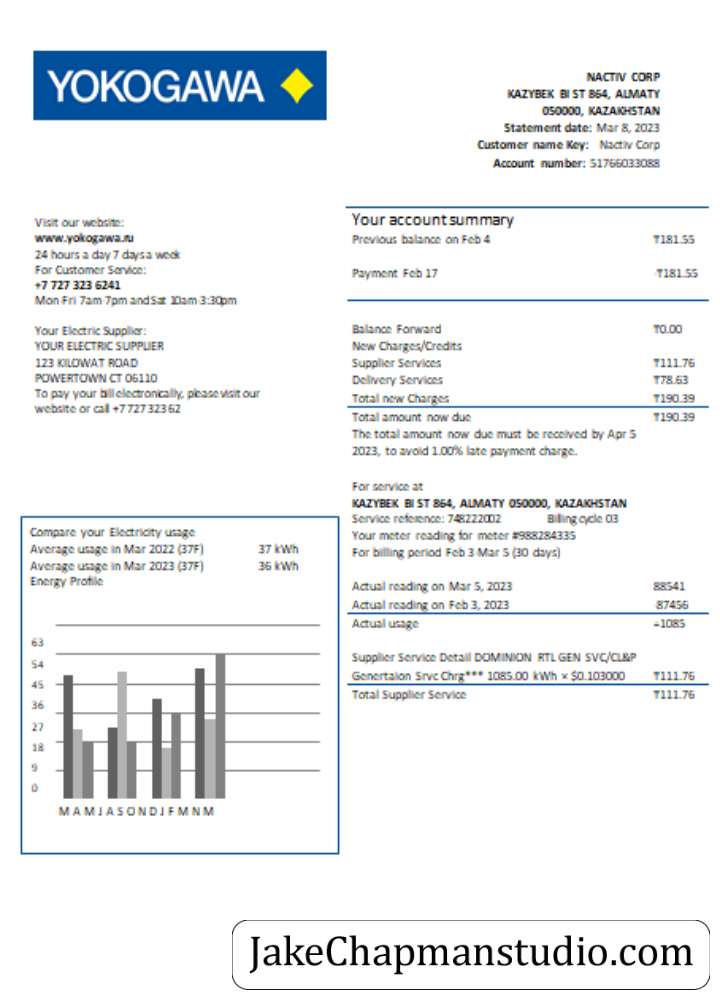 YOKOGAWA
NACTIV CORP
KAZYBEK BI ST 864, ALMATY
050000, KAZAKHSTAN
Statement date: Mar 8, 2023
Customer name Key: Nactiv Corp
Account number: 51766033088
Visit our website:
www.yokogawa.ru
24 hours a day 7 days a week
For Customer Service:
+7 727 323 6241
Mon Fri 7am 7pm and Sat 10am 3:30pm
Your Electric Supplier:
YOUR ELECTRIC SUPPLIER
123 KILOWAT ROAD
POWERTOWN CT 06110
To pay your bill electronically, please visit our
website or call +7 727 323 62
Your account summary
Previous balance on Feb 4 ₸181.55
Payment Feb 17 -₸181.55
Balance Forward ₸0.00
New Charges/Credits
Supplier Services ₸111.76
Delivery Services ₸78.63
Total new Charges ₸190.39
Total amount now due ₸190.39
The total amount now due must be received by Apr 5
2023, to avoid 1.00% late payment charge.
For service at
KAZYBEK BI ST 864, ALMATY 050000, KAZAKHSTAN
Service reference: 748222002 Billing cycle 03
Your meter reading for meter #988284335
For billing period Feb 3-Mar 5 (30 days)
Actual reading on Mar 5, 2023 88541
Actual reading on Feb 3, 2023 -87456
Actual usage =1085
Supplier Service Detail DOMINION RTL GEN SVC/CL&P
Genertaion Srvc Chrg*** 1085.00 kWh × $0.103000 ₸111.76
Total Supplier Service ₸111.76
Compare your Electricity usage
Average usage in Mar 2022 (37F) 37 kWh
Average usage in Mar 2023 (37F) 36 kWh
Energy Profile
63
54
45
36
27
18
9
0
M A M J A S O N D J F M N M
JakeChapmanstudio.com